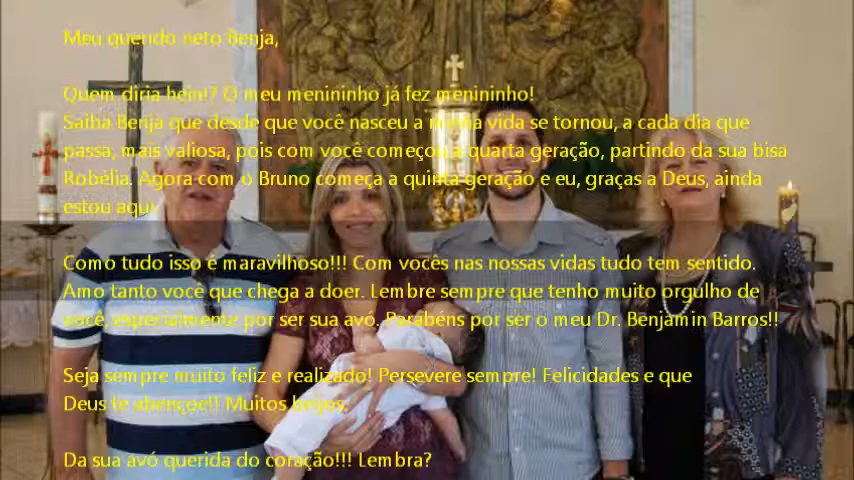 Meu querido neto Benja,
Quem diria hein!? O meu menininho já fez menininho!
Saiba Benja que desde que você nasceu a minha vida se tornou, a cada dia que
passa, mais valiosa, pois com você começou a quarta geração, partindo da sua bisa
Robélia. Agora com o Bruno começa a quinta geração e eu, graças a Deus, ainda
estou aqui.
Como tudo isso é maravilhoso!!! Com vocês nas nossas vidas tudo tem sentido.
Amo tanto você que chega a doer. Lembre sempre que tenho muito orgulho de
você, especialmente por ser sua avó. Parabéns por ser o meu Dr. Benjamin Barros!!
Seja sempre muito feliz e realizado! Persevere sempre! Felicidades e que
Deus te abençoe!! Muitos beijos.
Da sua avó querida do coração!!! Lembra?